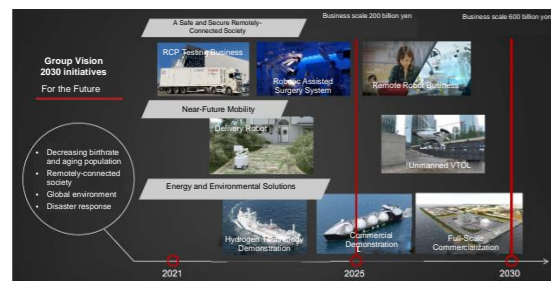 A Safe and Secure Remotely-
Connected Society
Business scale 200 billion yen
Business scale 600 billion yen
Group Vision
2030 initiatives
For the Future
RCP Testing Business
Robotic Assisted
Surgery System
Remote Robot Business
Near-Future Mobility
Delivery Robot
Unmanned VTOL
• Decreasing birthrate
and aging population
• Remotely-connected
society
• Global environment
• Disaster response
Energy and Environmental Solutions
Hydrogen Technology
Demonstration
Commercial
Demonstration
Full-Scale
Commercialization
2021
2025
2030